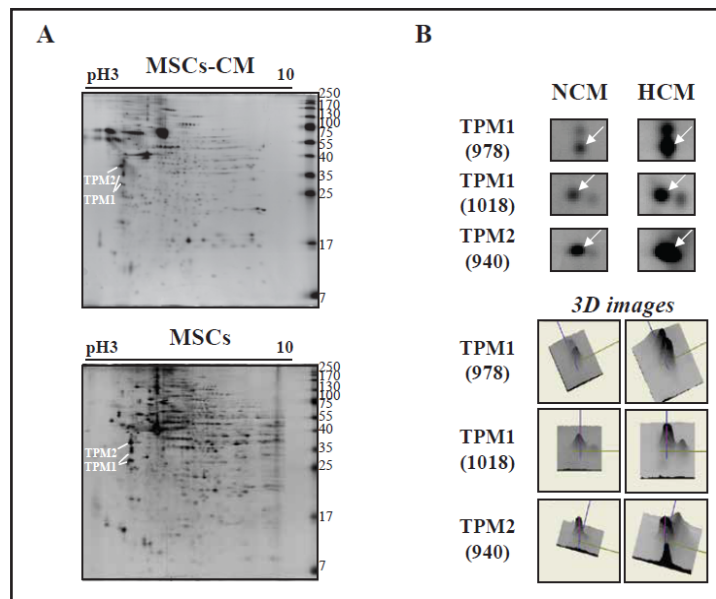 A
MSCs-CM
pH3 10
250
170
130
100
75
55
40
35
25
17
7
TPM2
TPM1
MSCs
pH3 10
250
170
130
100
75
55
40
35
25
17
7
TPM2
TPM1
B
NCM HCM
TPM1
(978)
TPM1
(1018)
TPM2
(940)
3D images
TPM1
(978)
TPM1
(1018)
TPM2
(940)